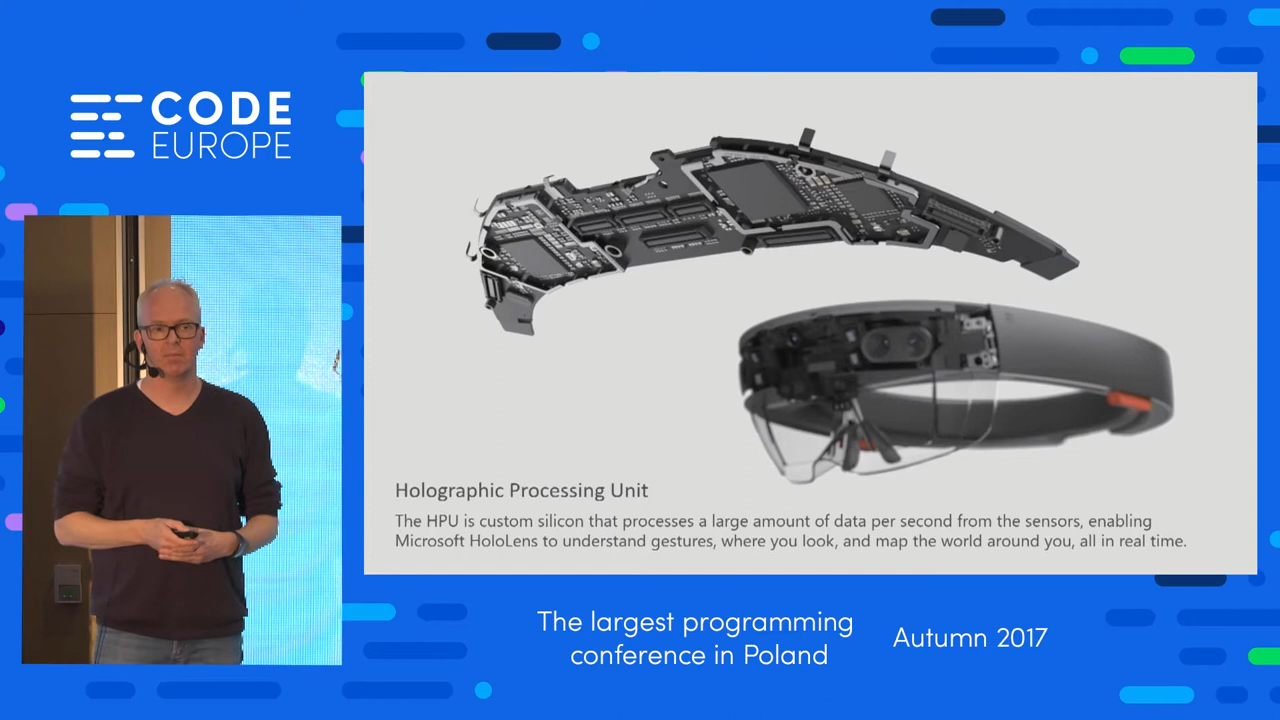 CODE
EUROPE
Holographic Processing Unit
The HPU is custom silicon that processes a large amount of data per second from the sensors, enabling
Microsoft HoloLens to understand gestures, where you look, and map the world around you, all in real time.
The largest programming
conference in Poland
Autumn 2017